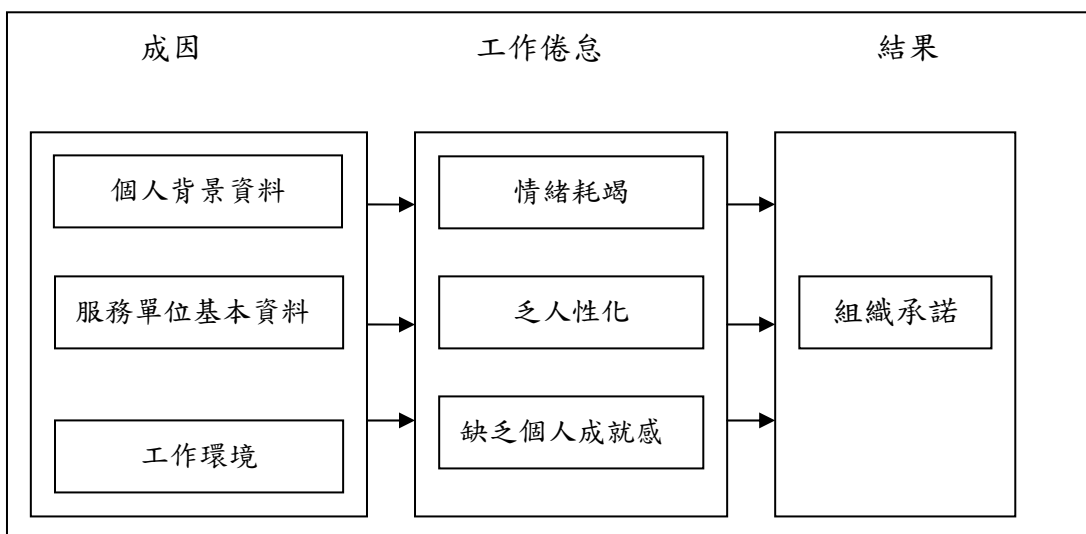 成因
工作倦怠
結果
個人背景資料
情緒耗竭
服務單位基本資料
乏人性化
組織承諾
缺乏個人成就感
工作環境